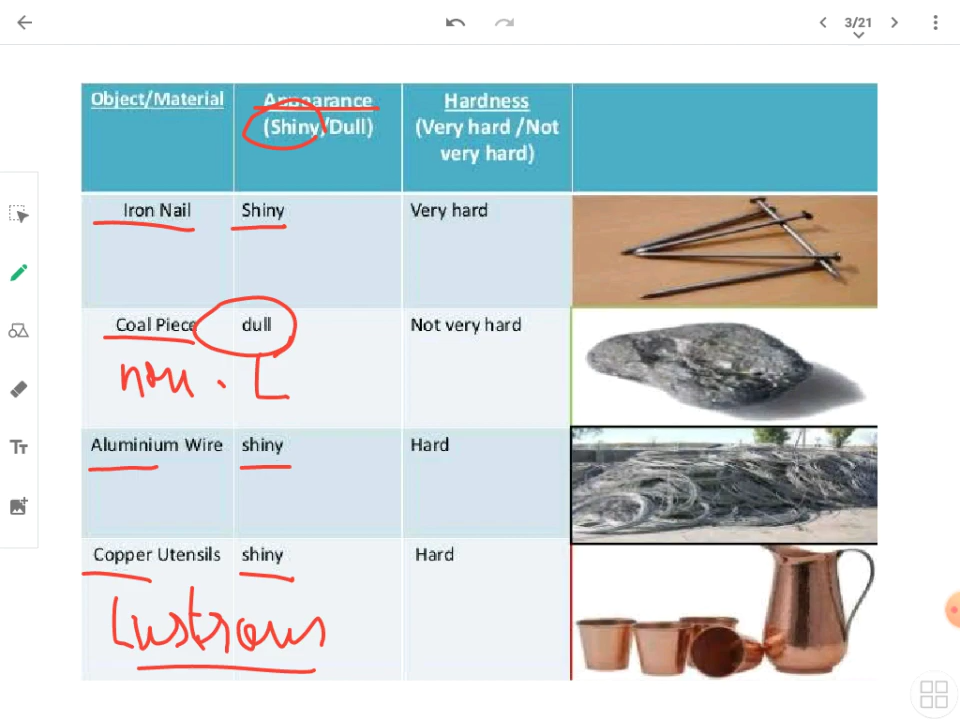 3/21
Object/Material Appearance Hardness
(Shiny/Dull) (Very hard /Not
very hard)
Iron Nail Shiny Very hard
Coal Piece dull Not very hard
non. L
Aluminium Wire shiny Hard
Copper Utensils shiny Hard
Lustrous
TT